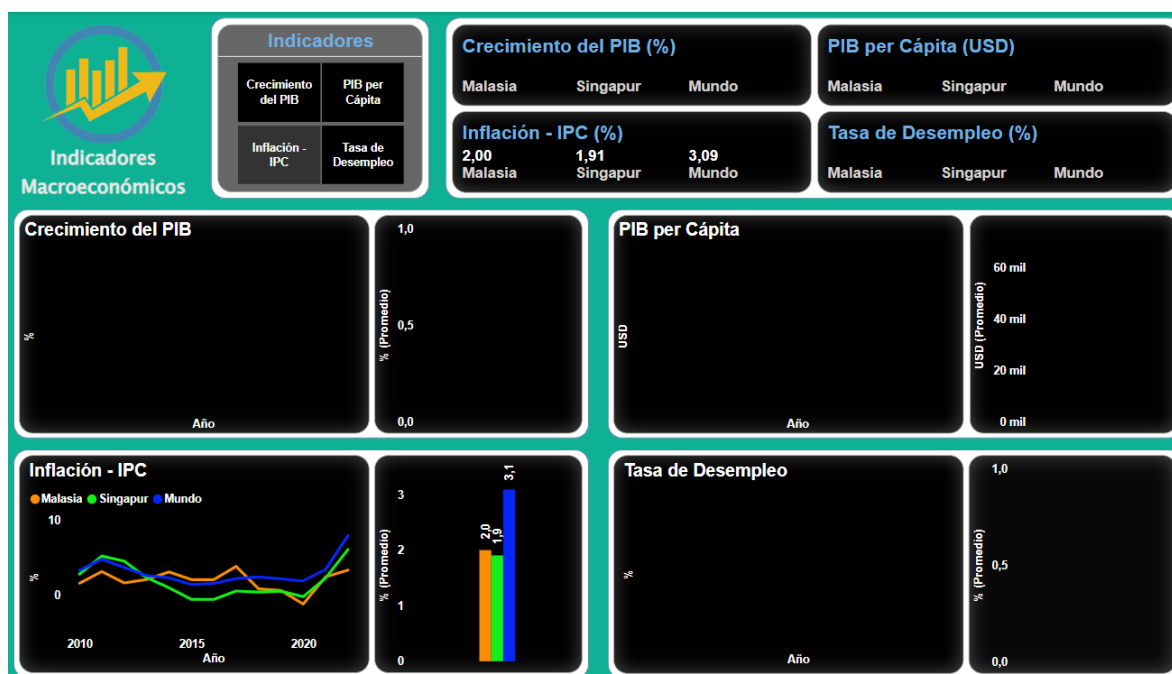 Indicadores
Macroeconómicos
Indicadores
Crecimiento
del PIB
PIB per
Cápita
Inflación -
IPC
Tasa de
Desempleo
Crecimiento del PIB (%)
Malasia Singapur Mundo
PIB per Cápita (USD)
Malasia Singapur Mundo
Inflación - IPC (%)
2,00 1,91 3,09
Malasia Singapur Mundo
Tasa de Desempleo (%)
Malasia Singapur Mundo
Crecimiento del PIB
%
Año
1,0
0,5
0,0
% (Promedio)
PIB per Cápita
USD
Año
60 mil
40 mil
20 mil
0 mil
USD (Promedio)
Inflación - IPC
Malasia Singapur Mundo
10
0
%
2010 2015 2020
Año
3
2
1
0
% (Promedio)
2,0
1,9
3,1
Tasa de Desempleo
%
Año
1,0
0,5
0,0
% (Promedio)